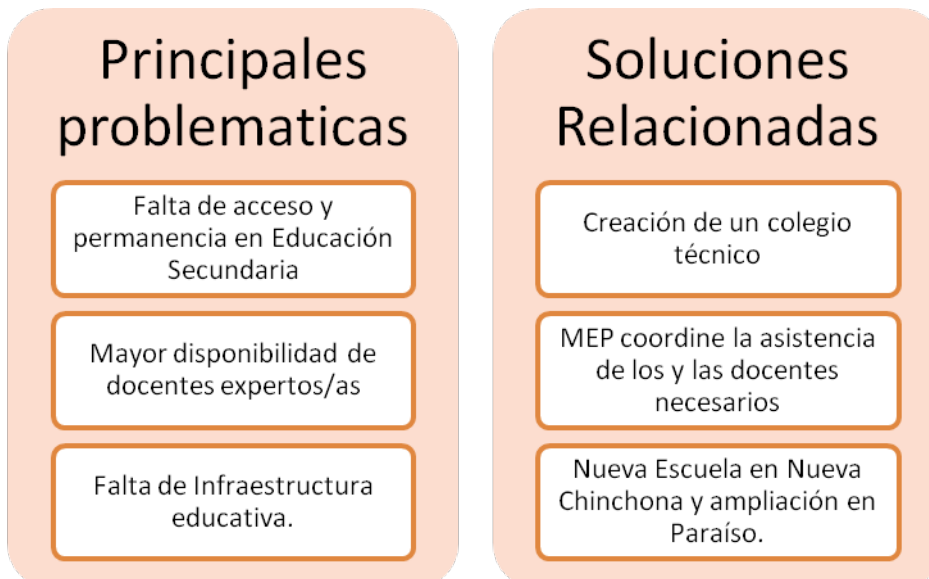 Principales
problematicas
Falta de acceso y
permanencia en Educación
Secundaria
Mayor disponibilidad de
docentes expertos/as
Falta de Infraestructura
educativa.
Soluciones
Relacionadas
Creación de un colegio
técnico
MEP coordine la asistencia
de los y las docentes
necesarios
Nueva Escuela en Nueva
Chinchona y ampliación en
Paraíso.